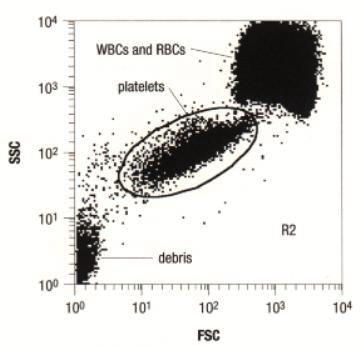 10⁴
WBCs and RBCs
10³
platelets
SSC
10²
10¹
R2
debris
10⁰
10⁰ 10¹ 10² 10³ 10⁴
FSC